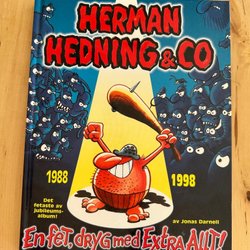 HERMAN
HEDNING & CO
1988
1998
Det
fetaste av
jubileums-
album!
av Jonas Darnell
En fet, dryg med EXTRA ALLT!